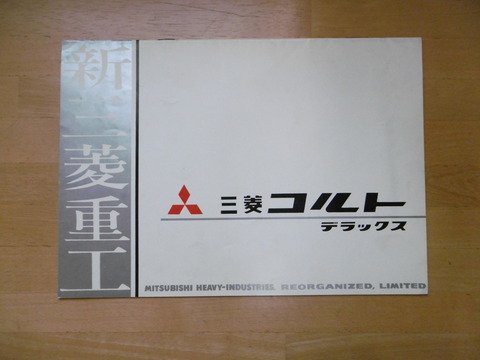 新三菱重工
三菱コルト
デラックス
MITSUBISHI HEAVY-INDUSTRIES, REORGANIZED, LIMITED